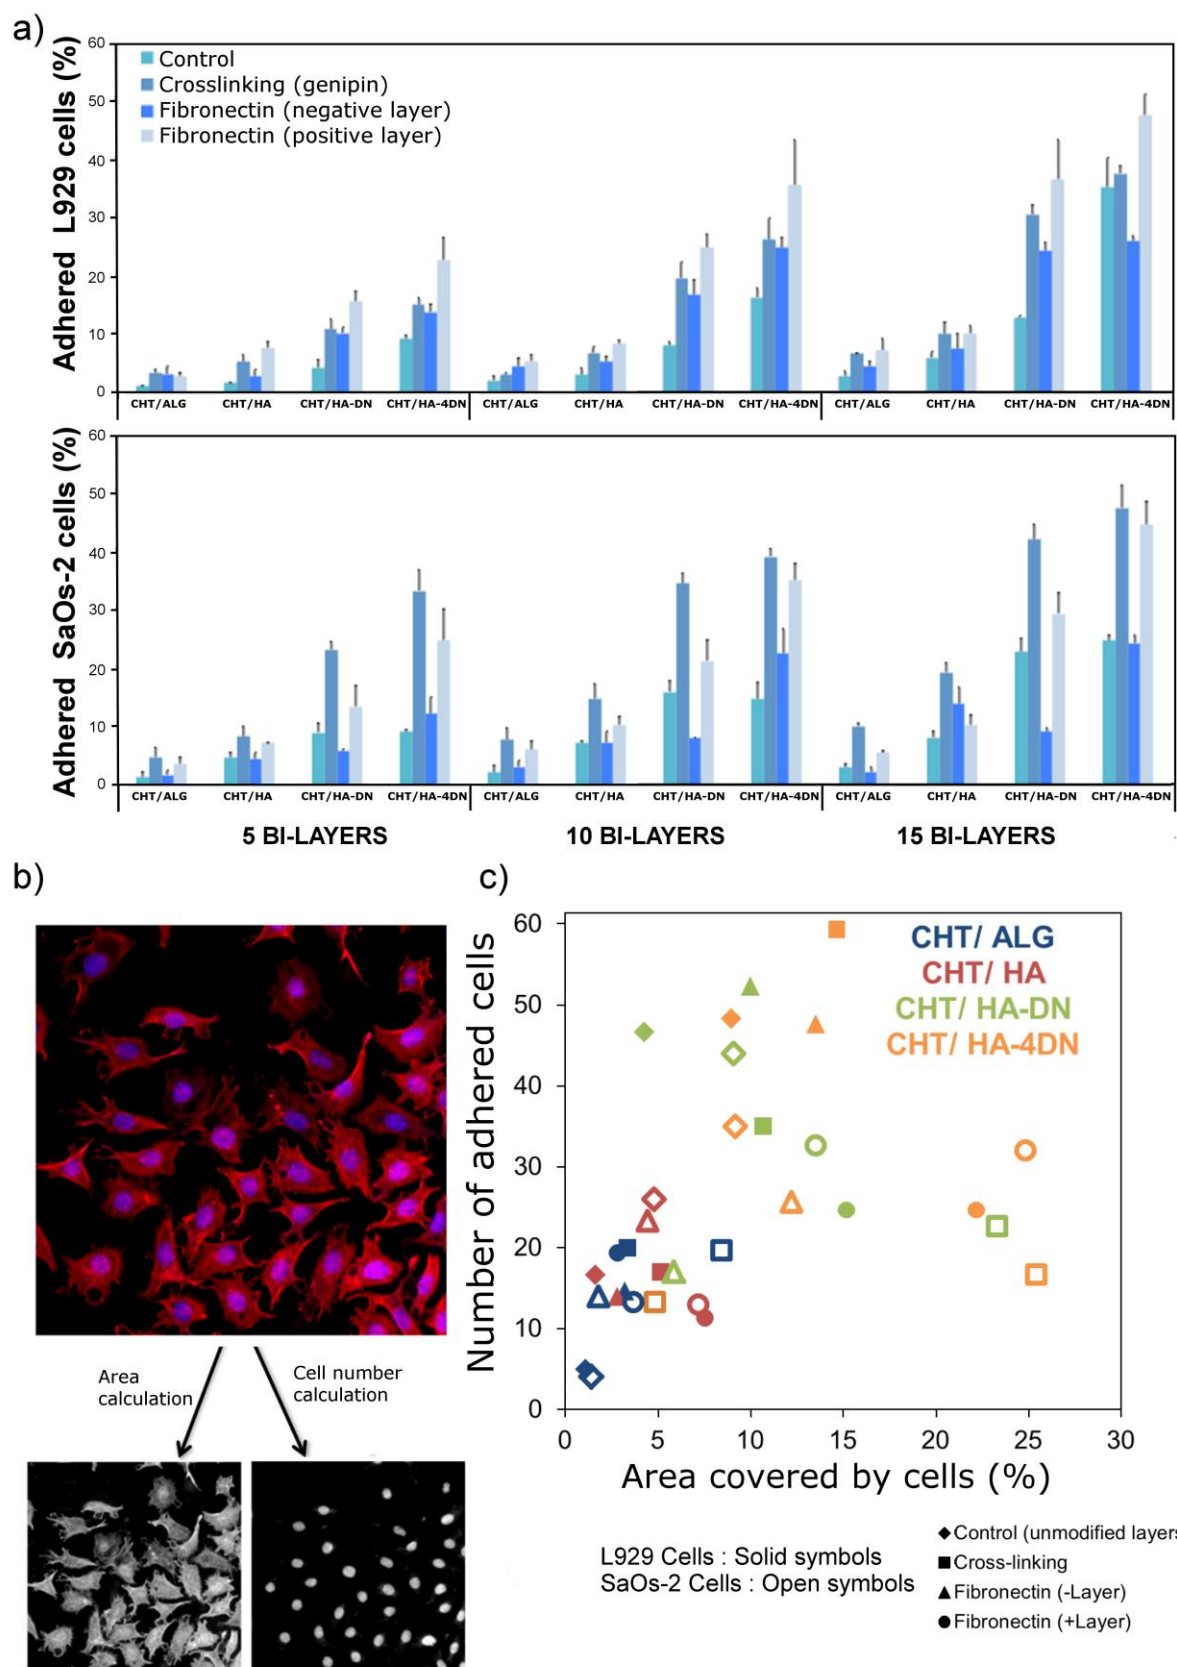 a)
Adhered L929 cells (%)
60
50
40
30
20
10
0
Control
Crosslinking (genipin)
Fibronectin (negative layer)
Fibronectin (positive layer)
CHT/ALG CHT/HA CHT/HA-DN CHT/HA-4DN CHT/ALG CHT/HA CHT/HA-DN CHT/HA-4DN CHT/ALG CHT/HA CHT/HA-DN CHT/HA-4DN
Adhered SaOs-2 cells (%)
60
50
40
30
20
10
0
CHT/ALG CHT/HA CHT/HA-DN CHT/HA-4DN CHT/ALG CHT/HA CHT/HA-DN CHT/HA-4DN CHT/ALG CHT/HA CHT/HA-DN CHT/HA-4DN
5 BI-LAYERS 10 BI-LAYERS 15 BI-LAYERS
b)
Area
calculation
Cell number
calculation
c)
Number of adhered cells
60
50
40
30
20
10
0
CHT/ ALG
CHT/ HA
CHT/ HA-DN
CHT/ HA-4DN
0 5 10 15 20 25 30
Area covered by cells (%)
L929 Cells : Solid symbols
SaOs-2 Cells : Open symbols
Control (unmodified layers
Cross-linking
Fibronectin (-Layer)
Fibronectin (+Layer)